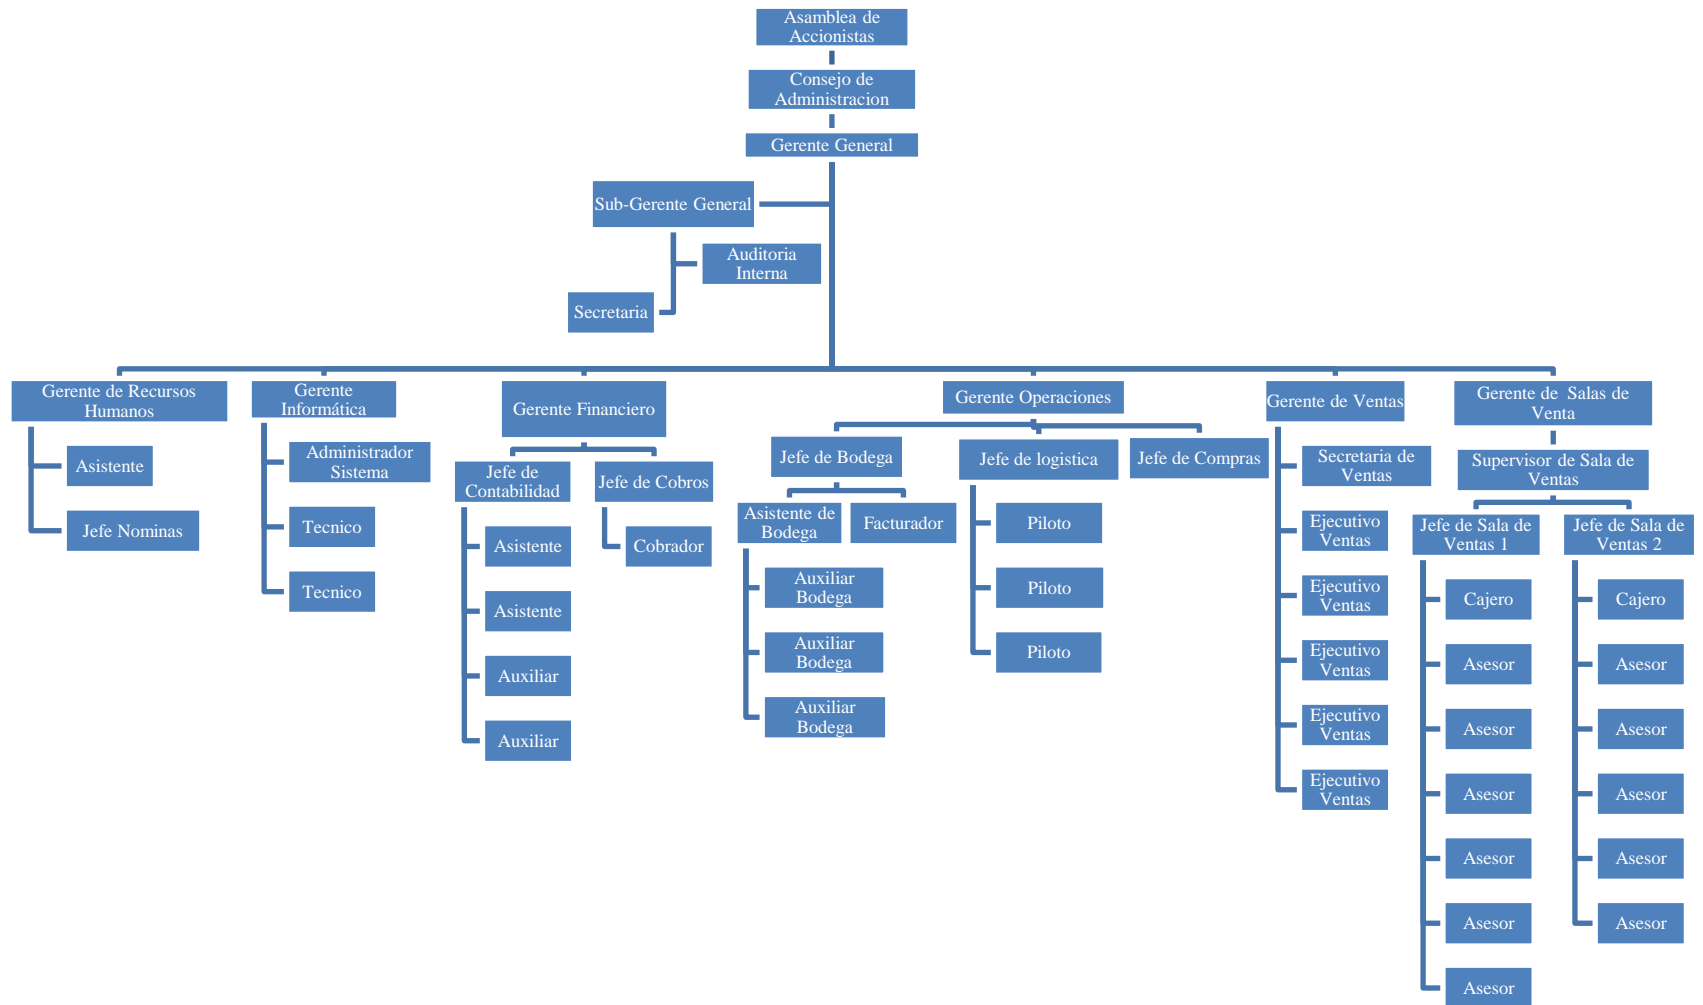 Asamblea de
Accionistas
Consejo de
Administracion
Gerente General
Sub-Gerente General
Auditoria
Interna
Secretaria
Gerente de Recursos
Humanos
Asistente
Jefe Nominas
Gerente
Informática
Administrador
Sistema
Tecnico
Tecnico
Gerente Financiero
Jefe de
Contabilidad
Asistente
Asistente
Auxiliar
Auxiliar
Jefe de Cobros
Cobrador
Gerente Operaciones
Jefe de Bodega
Asistente de
Bodega
Auxiliar
Bodega
Auxiliar
Bodega
Auxiliar
Bodega
Facturador
Jefe de logistica
Piloto
Piloto
Piloto
Jefe de Compras
Gerente de Ventas
Secretaria de
Ventas
Ejecutivo
Ventas
Ejecutivo
Ventas
Ejecutivo
Ventas
Ejecutivo
Ventas
Ejecutivo
Ventas
Gerente de Salas de
Venta
Supervisor de Sala de
Ventas
Jefe de Sala de
Ventas 1
Cajero
Asesor
Asesor
Asesor
Asesor
Asesor
Asesor
Jefe de Sala de
Ventas 2
Cajero
Asesor
Asesor
Asesor
Asesor
Asesor